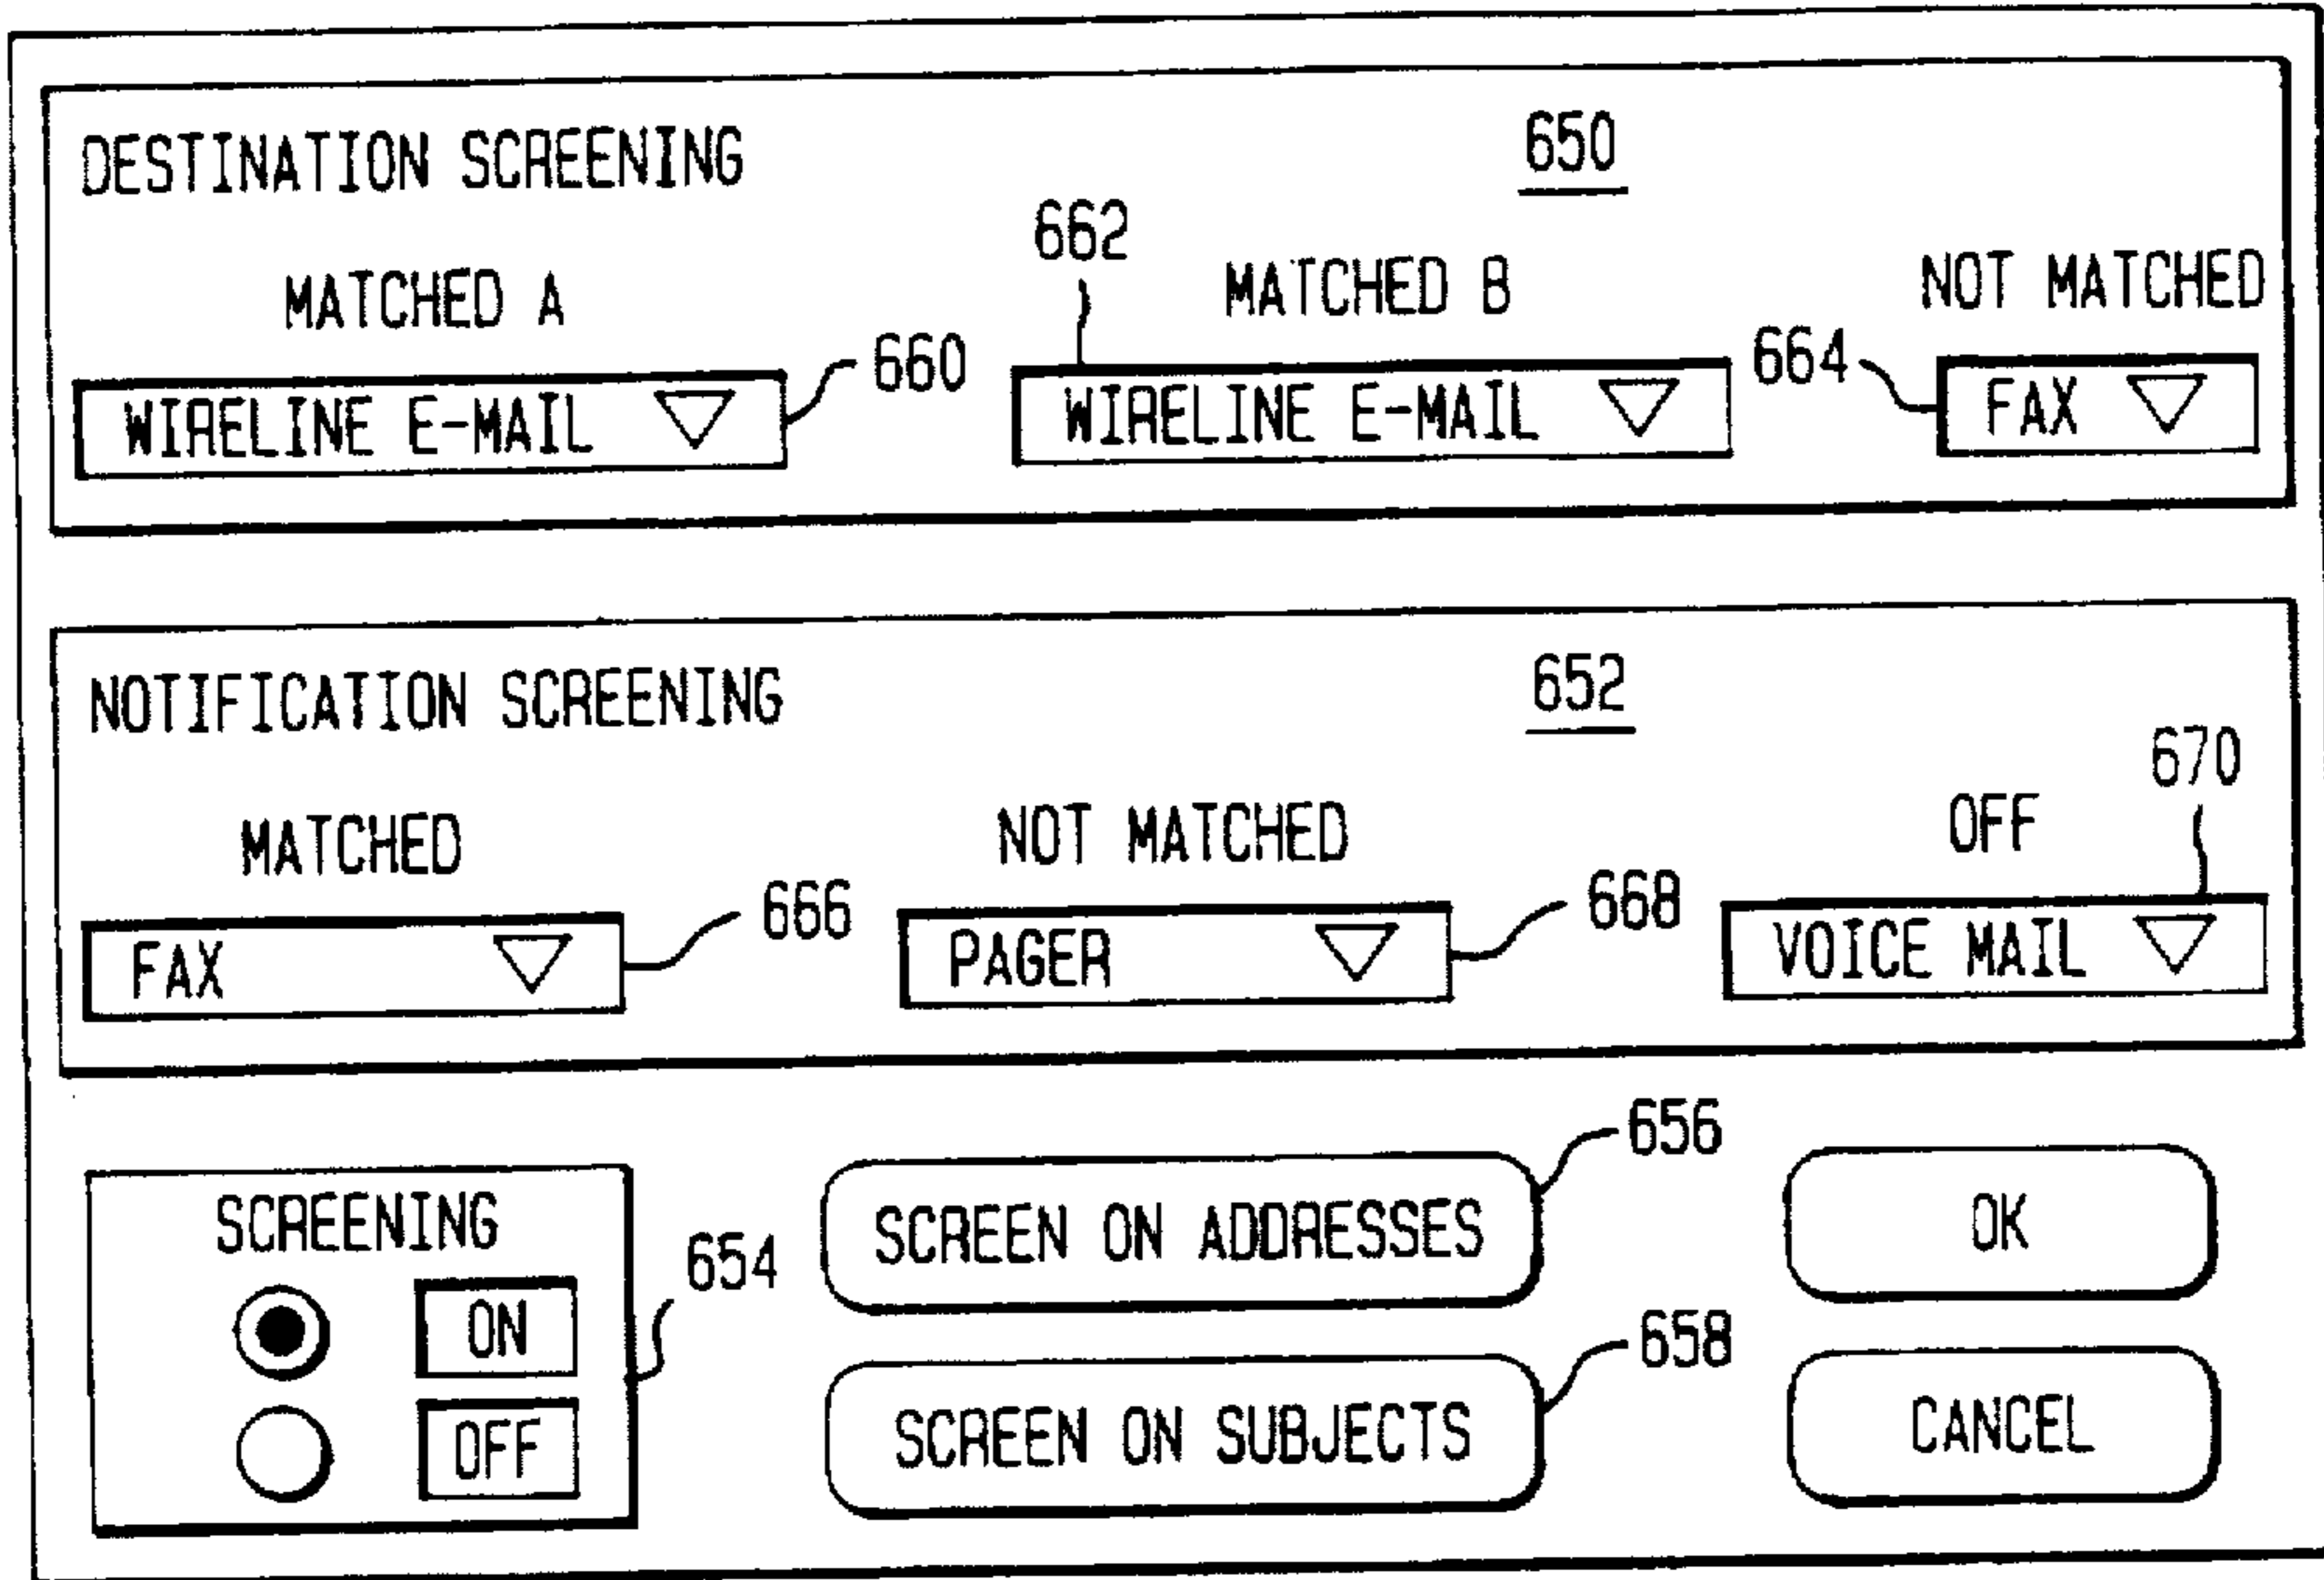 DESTINATION SCREENING 650
662
MATCHED A MATCHED B NOT MATCHED
WIRELINE E-MAIL 660 WIRELINE E-MAIL 664 FAX
NOTIFICATION SCREENING 652
670
MATCHED NOT MATCHED OFF
FAX 666 PAGER 668 VOICE MAIL
656
SCREENING SCREEN ON ADDRESSES OK
654
ON
658
OFF SCREEN ON SUBJECTS CANCEL